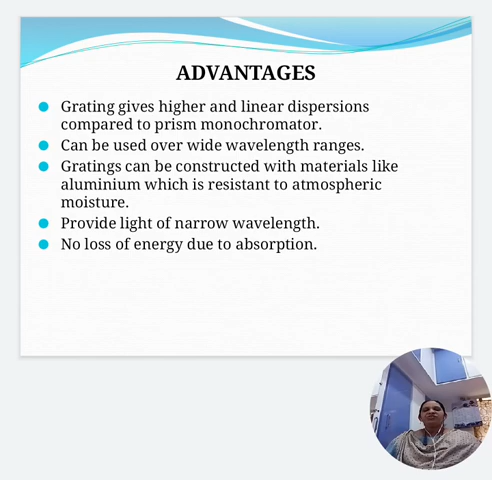 ADVANTAGES
Grating gives higher and linear dispersions
compared to prism monochromator.
Can be used over wide wavelength ranges.
Gratings can be constructed with materials like
aluminium which is resistant to atmospheric
moisture.
Provide light of narrow wavelength.
No loss of energy due to absorption.